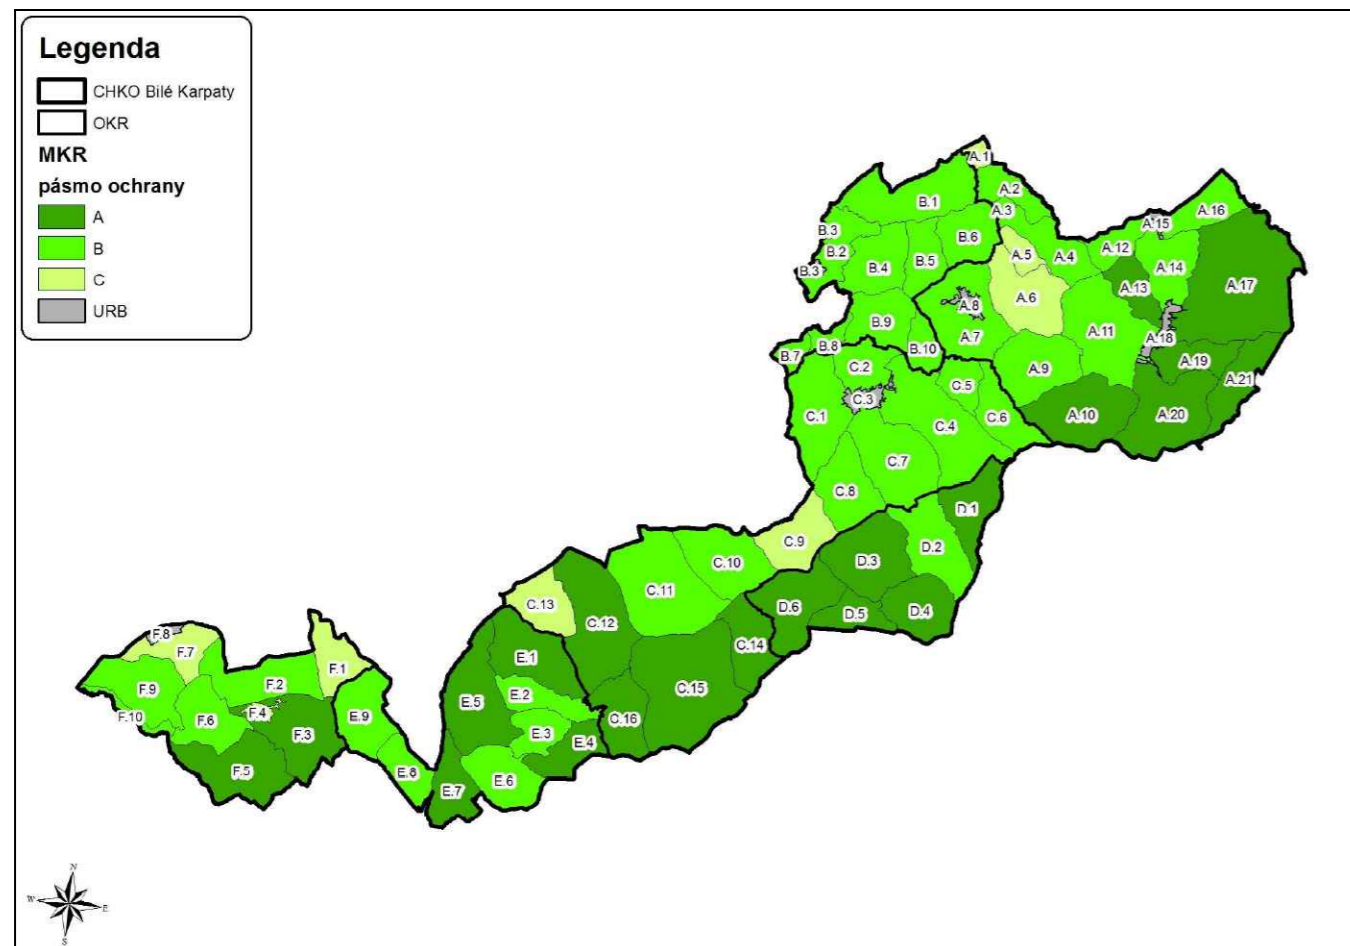 Legenda
CHKO Bílé Karpaty
OKR
MKR
pásmo ochrany
A
B
C
URB
A.1
A.2
B.1
A.3
A.16
A.15
B.3
B.6
A.12
B.2
A.5
A.4
B.5
B.4
A.14
B.3
A.13
A.17
A.6
A.8
B.9
A.11
A.7
A.18
B.8
B.10
B.7
A.19
C.2
A.9
A.21
C.5
C.3
C.1
A.10
A.20
C.6
C.4
C.7
C.8
D.1
C.9
D.2
C.10
D.3
C.11
C.13
D.6
D.4
D.5
C.12
F.8
F.7
C.14
E.1
F.1
F.2
C.15
F.9
E.2
E.5
F.4
F.10
E.9
C.16
F.6
E.3
F.3
E.4
F.5
E.8
E.6
E.7
N
W
E
S